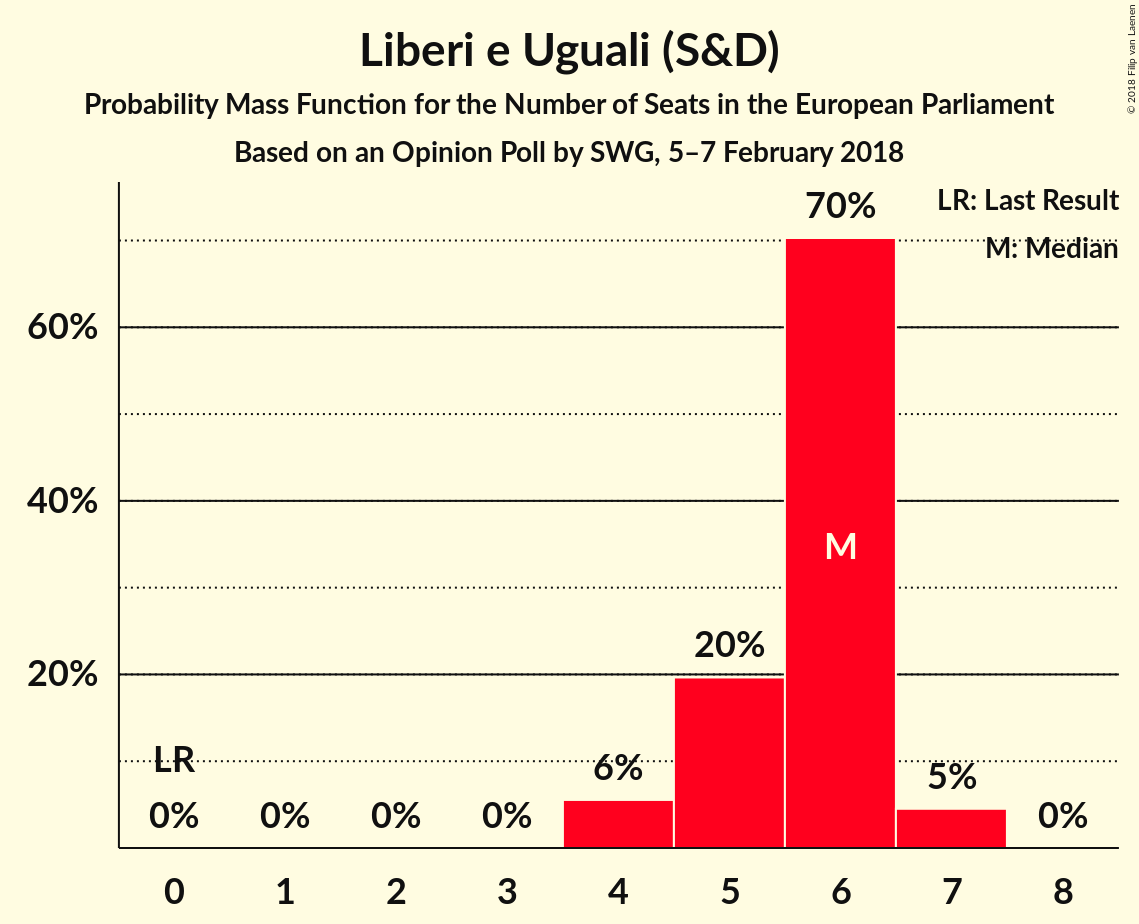 Liberi e Uguali (S&D)
Probability Mass Function for the Number of Seats in the European Parliament
Based on an Opinion Poll by SWG, 5–7 February 2018
© 2018 Filip van Laenen
LR: Last Result
M: Median
60%
40%
20%
LR
0%
0%
0%
0%
6%
20%
70%
M
5%
0%
0
1
2
3
4
5
6
7
8